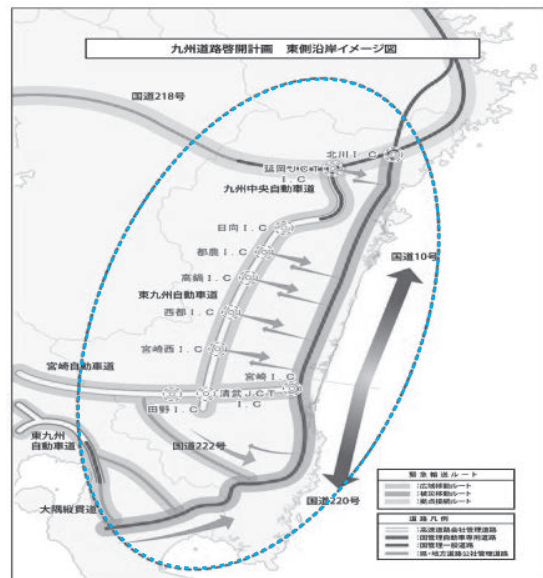 九州道路啓開計画 東側沿岸イメージ図
国道218号
北川Ｉ.Ｃ
延岡ＪＣＴ
Ｉ.Ｃ
九州中央自動車道
日向Ｉ.Ｃ
都農Ｉ.Ｃ
国道10号
高鍋Ｉ.Ｃ
東九州自動車道
西都Ｉ.Ｃ
宮崎西Ｉ.Ｃ
宮崎自動車道
宮崎Ｉ.Ｃ
清武ＪＣＴ
Ｉ.Ｃ
田野Ｉ.Ｃ
東九州
自動車道
国道222号
大隅縦貫道
国道220号
緊急輸送ルート
:広域移動ルート
:被災移動ルート
:拠点接続ルート
道路凡例
:高速道路会社管理道路
:国管理自動車専用道路
:国管理一般道路
:県・地方道路公社管理道路